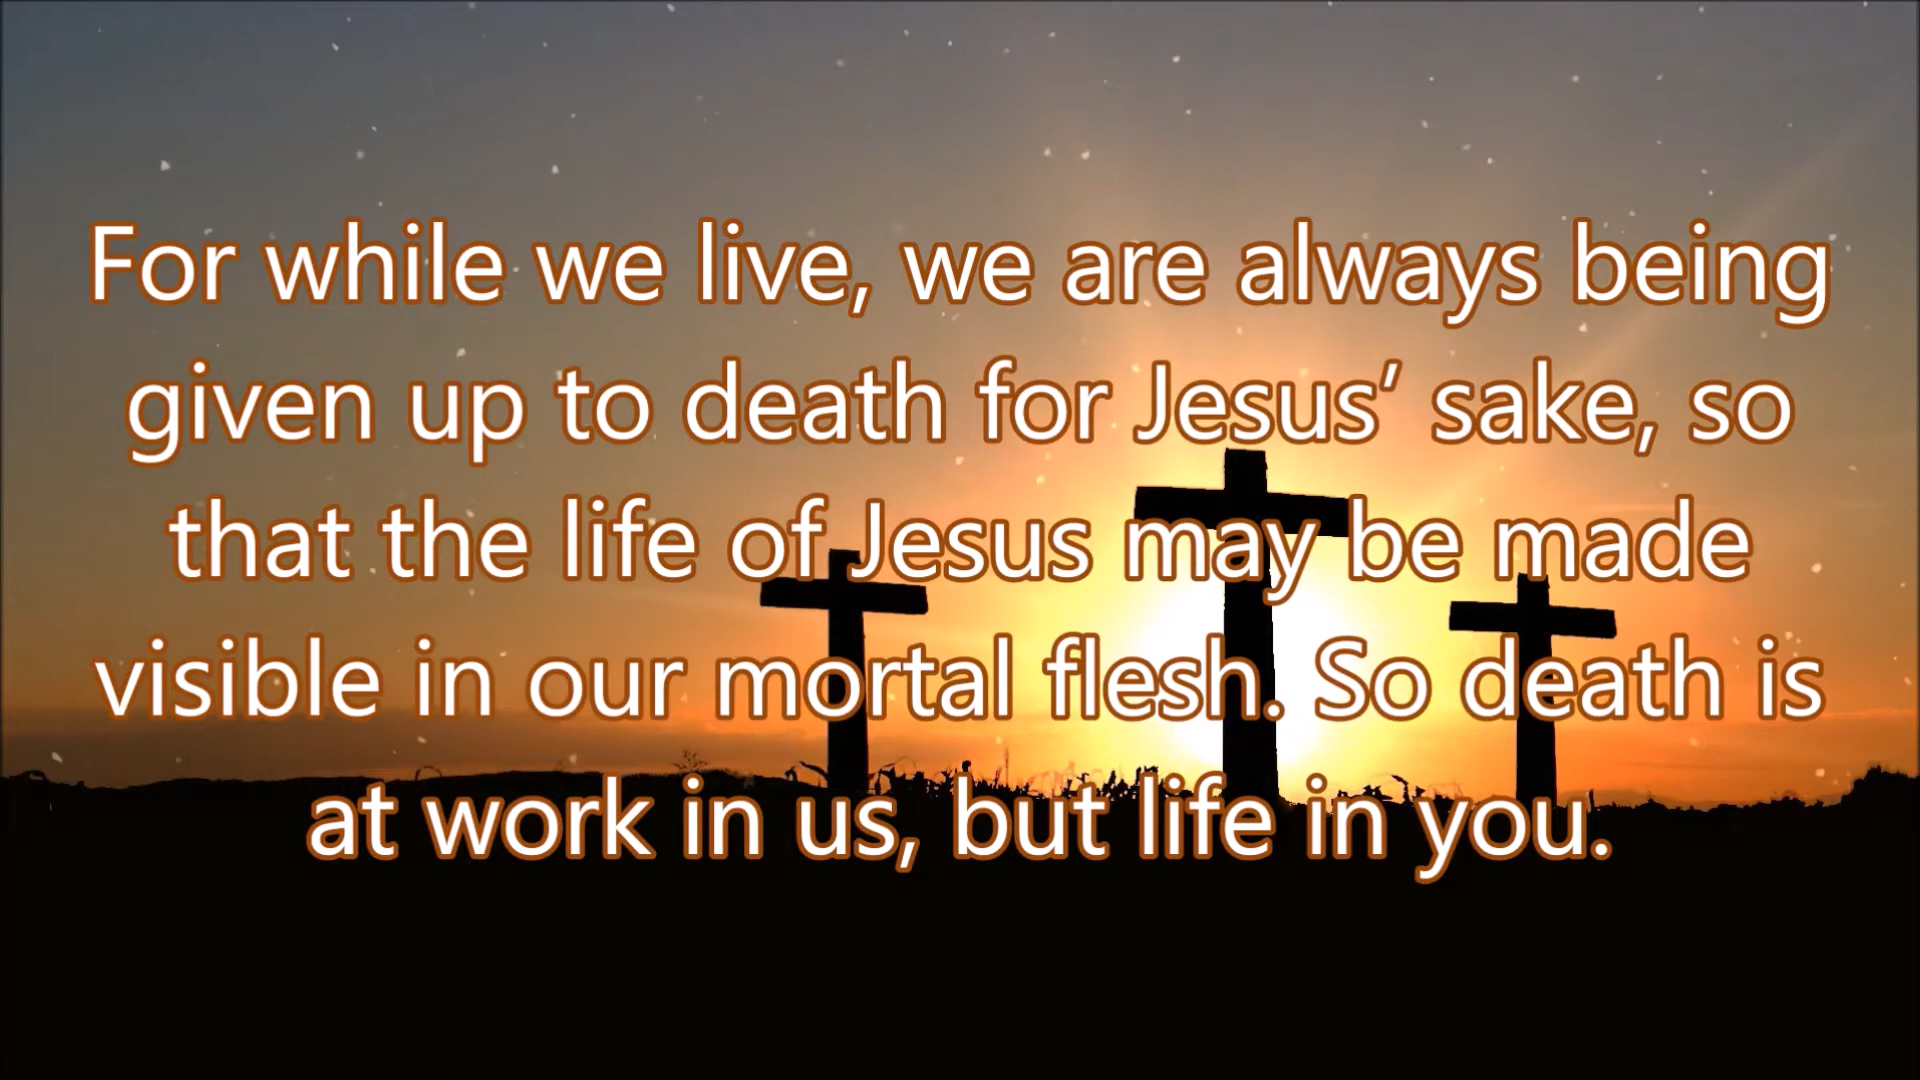 For while we live, we are always being
given up to death for Jesus’ sake, so
that the life of Jesus may be made
visible in our mortal flesh. So death is
at work in us, but life in you.